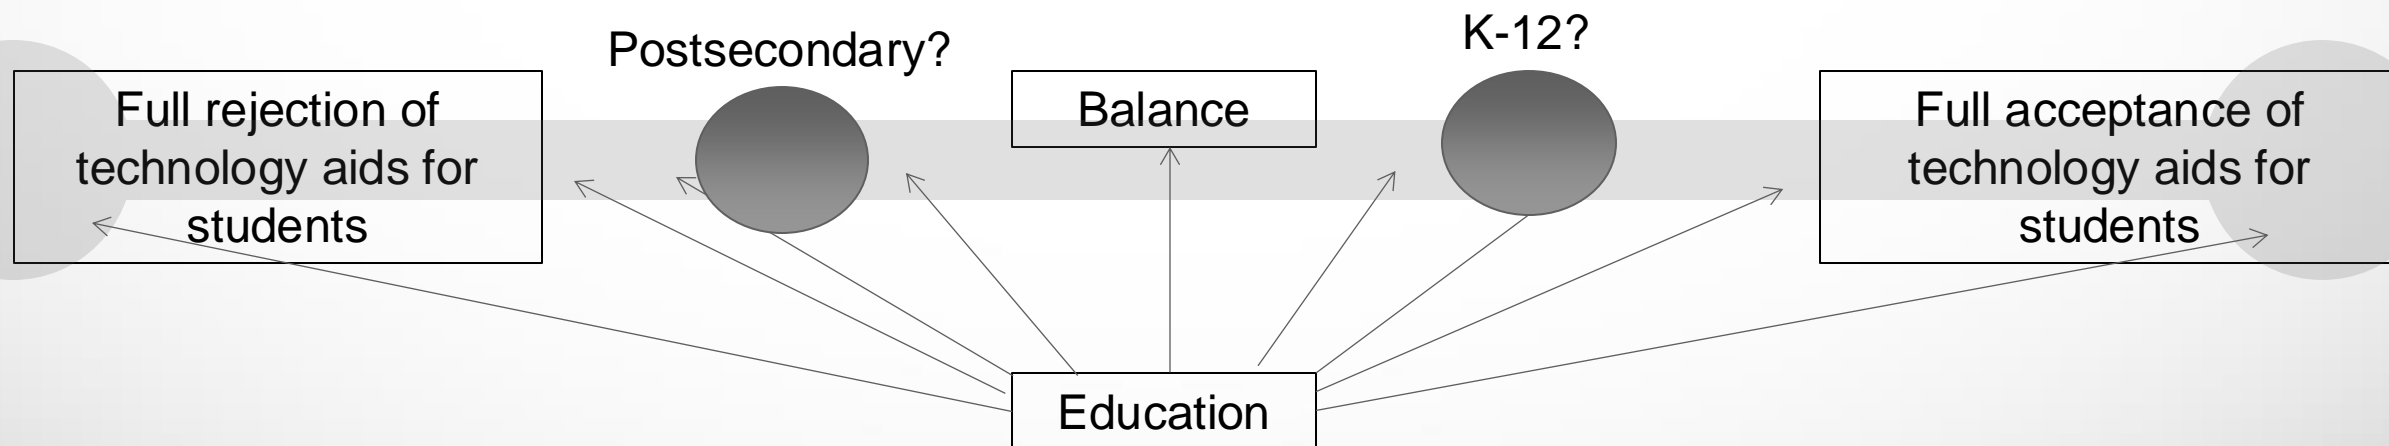 Postsecondary?
K-12?
Full rejection of
technology aids for
students
Balance
Full acceptance of
technology aids for
students
Education